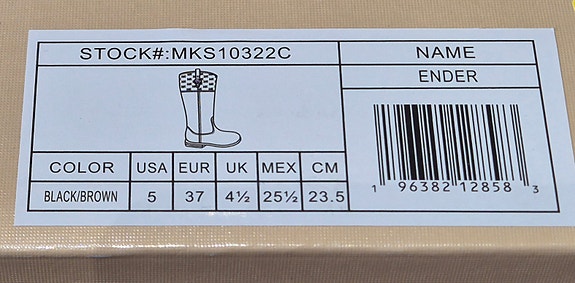 STOCK#:MKS10322C
NAME
ENDER
COLOR USA EUR UK MEX CM
BLACK/BROWN 5 37 4½ 25½ 23.5
1 96382 12858 3